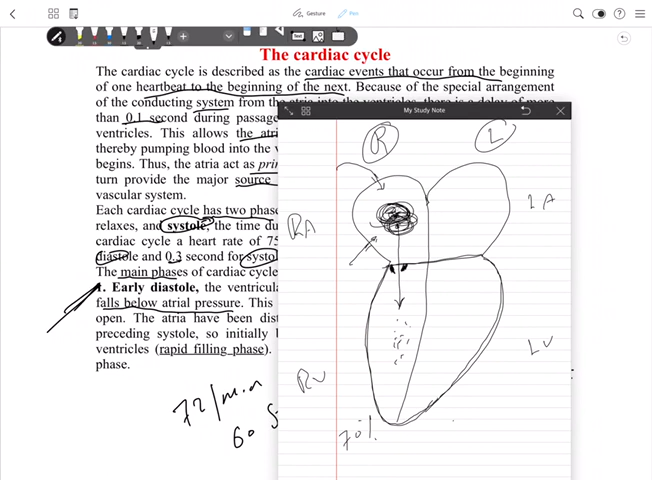 Gesture Pen
Text
The cardiac cycle
The cardiac cycle is described as the cardiac events that occur from the beginning
of one heartbeat to the beginning of the next. Because of the special arrangement
of the conducting system from the atria into the ventricles, there is a delay of more
than 0.1 second during passage
ventricles. This allows the atri
thereby pumping blood into the v
begins. Thus, the atria act as prim
turn provide the major source
vascular system.
Each cardiac cycle has two phase
relaxes, and systole, the time du
cardiac cycle a heart rate of 75
diastole and 0.3 second for systo
The main phases of cardiac cycle
1. Early diastole, the ventricula
falls below atrial pressure. This
open. The atria have been dist
preceding systole, so initially b
ventricles (rapid filling phase).
phase.
72/min
60 S
My Study Note
R L
RA LA
RV LV
70%